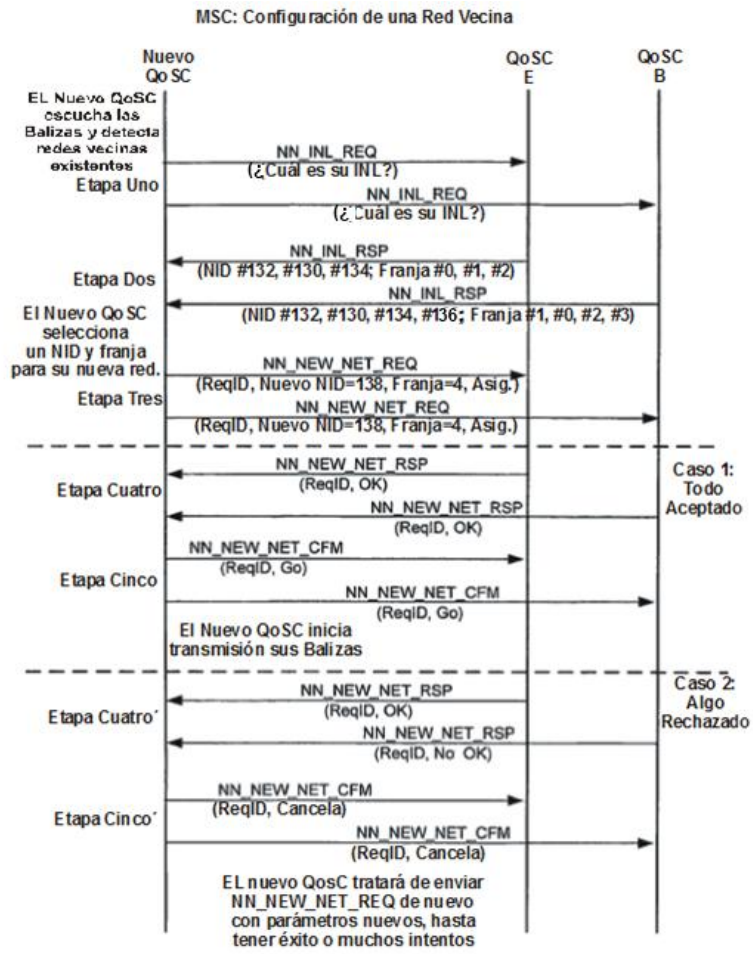 MSC: Configuración de una Red Vecina
Nuevo
QoSC
QoSC
E
QoSC
B
EL Nuevo QoSC
escucha las
Balizas y detecta
redes vecinas
existentes
NN_INL_REQ
(¿Cuál es su INL?)
Etapa Uno
NN_INL_REQ
(¿Cuál es su INL?)
NN_INL_RSP
(NID #132, #130, #134; Franja #0, #1, #2)
Etapa Dos
NN_INL_RSP
(NID #132, #130, #134, #136; Franja #1, #0, #2, #3)
El Nuevo QoSC
selecciona
un NID y franja
para su nueva red.
NN_NEW_NET_REQ
(ReqID, Nuevo NID=138, Franja=4, Asig.)
Etapa Tres
NN_NEW_NET_REQ
(ReqID, Nuevo NID=138, Franja=4, Asig.)
NN_NEW_NET_RSP
(ReqID, OK)
Caso 1:
Todo
Aceptado
Etapa Cuatro
NN_NEW_NET_RSP
(ReqID, OK)
NN_NEW_NET_CFM
(ReqID, Go)
Etapa Cinco
NN_NEW_NET_CFM
(ReqID, Go)
El Nuevo QoSC inicia
transmisión sus Balizas
NN_NEW_NET_RSP
(ReqID, OK)
Caso 2:
Algo
Rechazado
Etapa Cuatro´
NN_NEW_NET_RSP
(ReqID, No OK)
NN_NEW_NET_CFM
(ReqID, Cancela)
Etapa Cinco´
NN_NEW_NET_CFM
(ReqID, Cancela)
EL nuevo QosC tratará de enviar
NN_NEW_NET_REQ de nuevo
con parámetros nuevos, hasta
tener éxito o muchos intentos